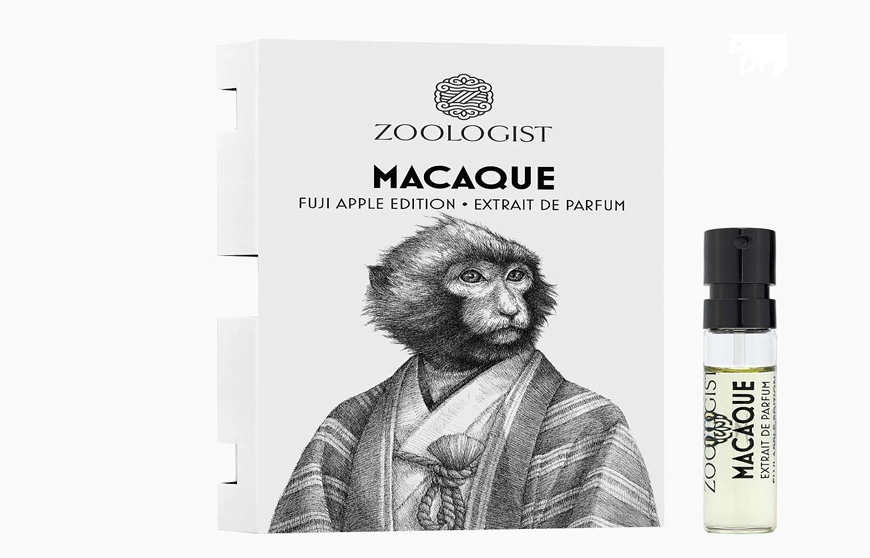 ZOOLOGIST
MACAQUE
FUJI APPLE EDITION • EXTRAIT DE PARFUM
ZOOLOGIST
MACAQUE
EXTRAIT DE PARFUM
FUJI APPLE EDITION